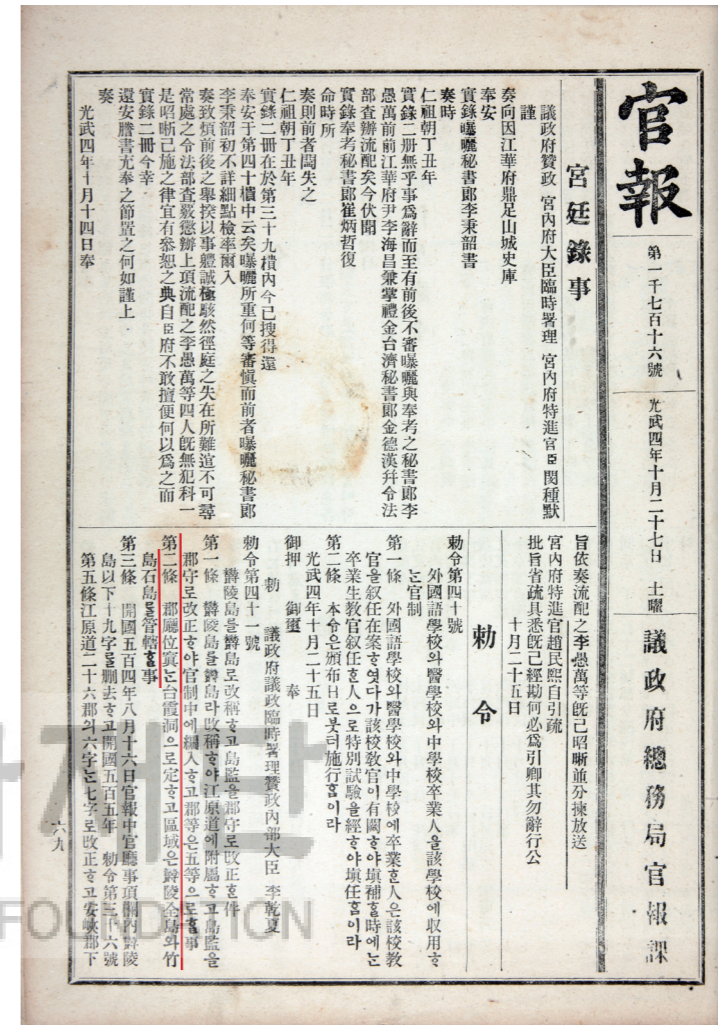 官報
第一千七百十六號
光武四年十月二十七日 土曜
議政府總務局官報課
宮廷錄事
議政府贊政 宮內府大臣臨時署理 宮內府特進官臣 閔種默
謹
奏向因江華府鼎足山城史庫
奉安
實錄曝曬秘書郞李秉韶書
奏時
仁祖朝丁丑年
實錄二册無乎事爲辭而至有前後不審曝曬與奉考之秘書郞李
愚萬前前江華府尹李海昌兼掌禮金台濟秘書郞金德漢幷令法
部査辦流配矣今伏聞
實錄奉考秘書郞崔炳哲復
命時所
奏則前者闕失之
仁祖朝丁丑年
實錄二冊在於第三十九樻內今已搜得還
奉安于第四十樻中云矣曝曬所重何等審愼而前者曝曬秘書郞
李秉韶初不詳細點檢率爾入
奏致煩前後之擧揆以事軆誠極駭然徑庭之失在所難逭不可尋
常處之令法部査覈懲辦上項流配之李愚萬等四人旣無犯科一
是昭晰己施之律宜有叅恕之典自臣府不敢擅便何以爲之而
實錄二冊今幸
還安謄書尤奉之節置之何如謹上
奏
光武四年十月十四日奉
旨依奏流配之李愚萬等旣己昭晰並分揀放送
宮內府特進官趙民熙自引疏
批旨省疏具悉旣己經勘何必爲引卿其勿辭行公
十月二十五日
勅令
勅令第四十號
外國語學校와醫學校와中學校卒業人을該學校에收用ᄒ
는官制
第一條 外國語學校와醫學校와中學校에卒業ᄒᆞᆫ人은該校敎
官을叙任在案ᄒᆞ엿다가該校敎官이有闕ᄒᆞ야塡補ᄒᆞᆯ時에ᄂᆞᆫ
卒業生敎官叙任ᄒᆞᆫ人으로特別試驗을經ᄒᆞ야塡任ᄒᆞᆷ이라
第二條 本令은頒布日로봇터施行ᄒᆞᆷ이라
光武四年十月二十五日
御押 御璽 奉
勅 議政府議政臨時署理贊政內部大臣 李乾夏
勅令第四十一號
鬱陵島를鬱島로改稱ᄒᆞ고島監을郡守로改正ᄒᆞᆫ件
第一條 鬱陵島를鬱島라改稱ᄒᆞ야江原道에附屬ᄒᆞ고島監을
郡守로改正ᄒᆞ야官制中에編入ᄒᆞ고郡等은五等으로ᄒᆞᆯ事
第二條 郡廳位寘ᄂᆞᆫ台霞洞으로定ᄒᆞ고區域은鬱陵全島와竹
島石島를管轄ᄒᆞᆯ事
第三條 開國五百四年八月十六日官報中官廳事項欄內鬱陵
島以下十九字를刪去ᄒᆞ고開國五百五年 勅令第三十六號
第五條江原道二十六郡의六字ᄂᆞᆫ七字로改正ᄒᆞ고安峽郡下
六九
재단
FOUNDATION